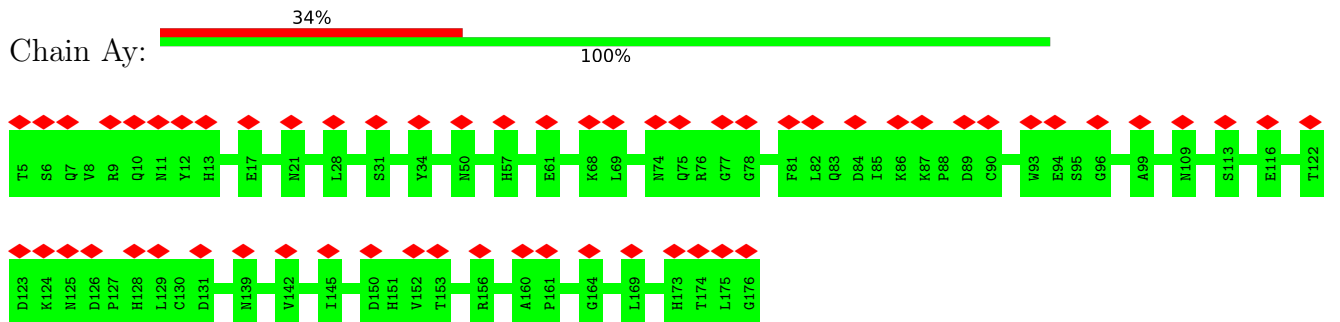 34%
Chain Ay:
100%
T5 S6 Q7 V8 R9 Q10 N11 Y12 H13 E17 N21 L28 S31 Y34 N50 H57 E61 K68 L69 N74 Q75 R76 G77 G78 F81 L82 Q83 D84 I85 K86 K87 P88 D89 C90 W93 E94 S95 G96 A99 N109 S113 E116 T122
D123 K124 N125 D126 P127 H128 L129 C130 D131 N139 V142 I145 D150 H151 V152 T153 R156 A160 P161 G164 L169 H173 T174 L175 G176